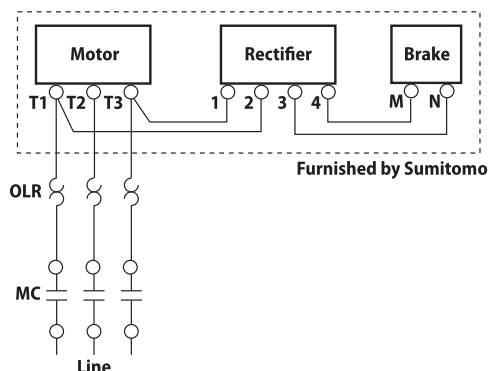 Motor Rectifier Brake
T1 T2 T3 1 2 3 4 M N
Furnished by Sumitomo
OLR
MC
Line